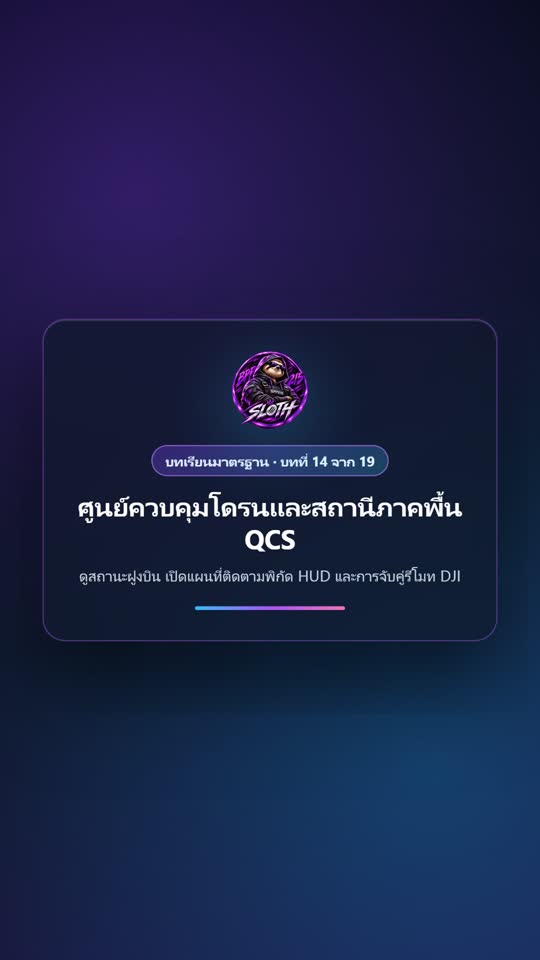 SLOTH
บทเรียนมาตรฐาน · บทที่ 14 จาก 19
ศูนย์ควบคุมโดรนและสถานีภาคพื้น
QCS
ดูสถานะฝูงบิน เปิดแผนที่ติดตามพิกัด HUD และการจับคู่รีโมท DJI